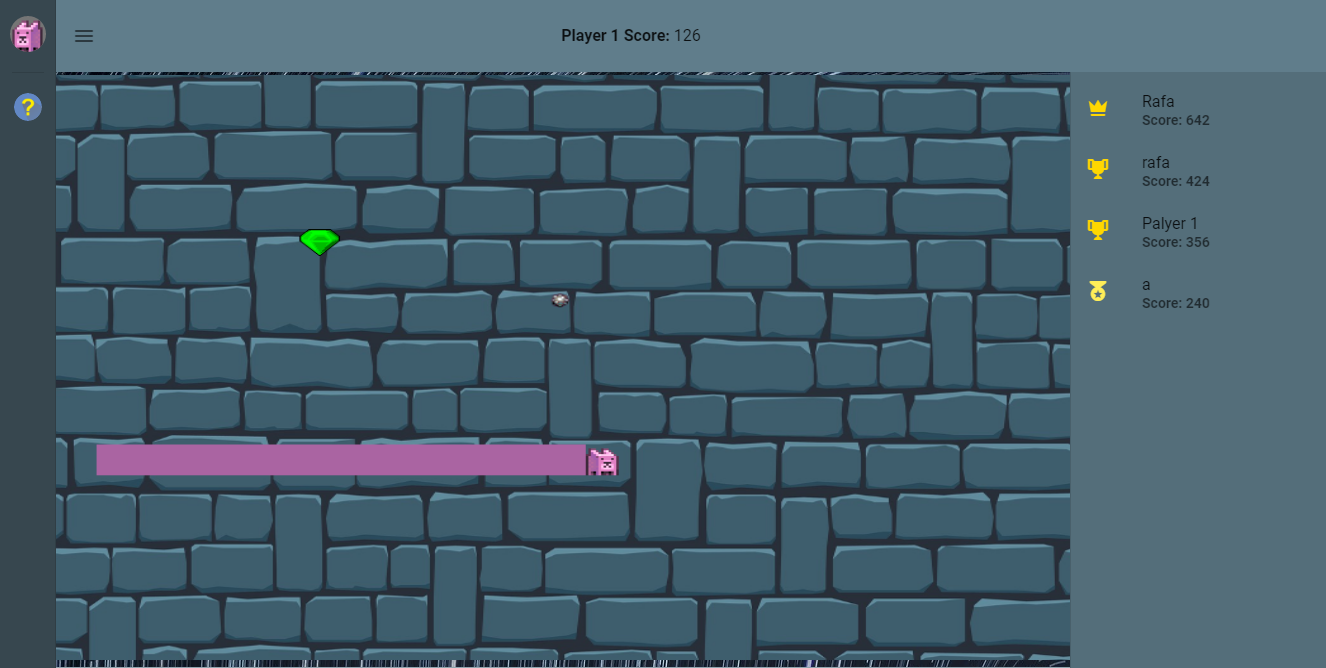 Player 1 Score: 126
?
Rafa
Score: 642
rafa
Score: 424
Palyer 1
Score: 356
a
Score: 240